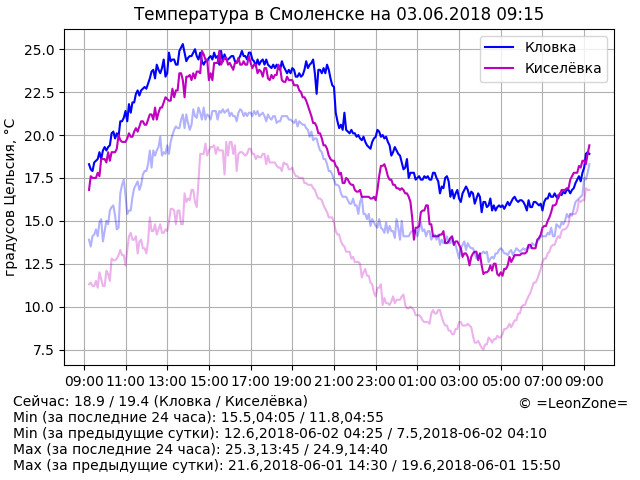 Температура в Смоленске на 03.06.2018 09:15
градусов Цельсия, °C
25.0
22.5
20.0
17.5
15.0
12.5
10.0
7.5
Кловка
Киселёвка
09:00 11:00 13:00 15:00 17:00 19:00 21:00 23:00 01:00 03:00 05:00 07:00 09:00
Сейчас: 18.9 / 19.4 (Кловка / Киселёвка)
© =LeonZone=
Min (за последние 24 часа): 15.5,04:05 / 11.8,04:55
Min (за предыдущие сутки): 12.6,2018-06-02 04:25 / 7.5,2018-06-02 04:10
Max (за последние 24 часа): 25.3,13:45 / 24.9,14:40
Max (за предыдущие сутки): 21.6,2018-06-01 14:30 / 19.6,2018-06-01 15:50